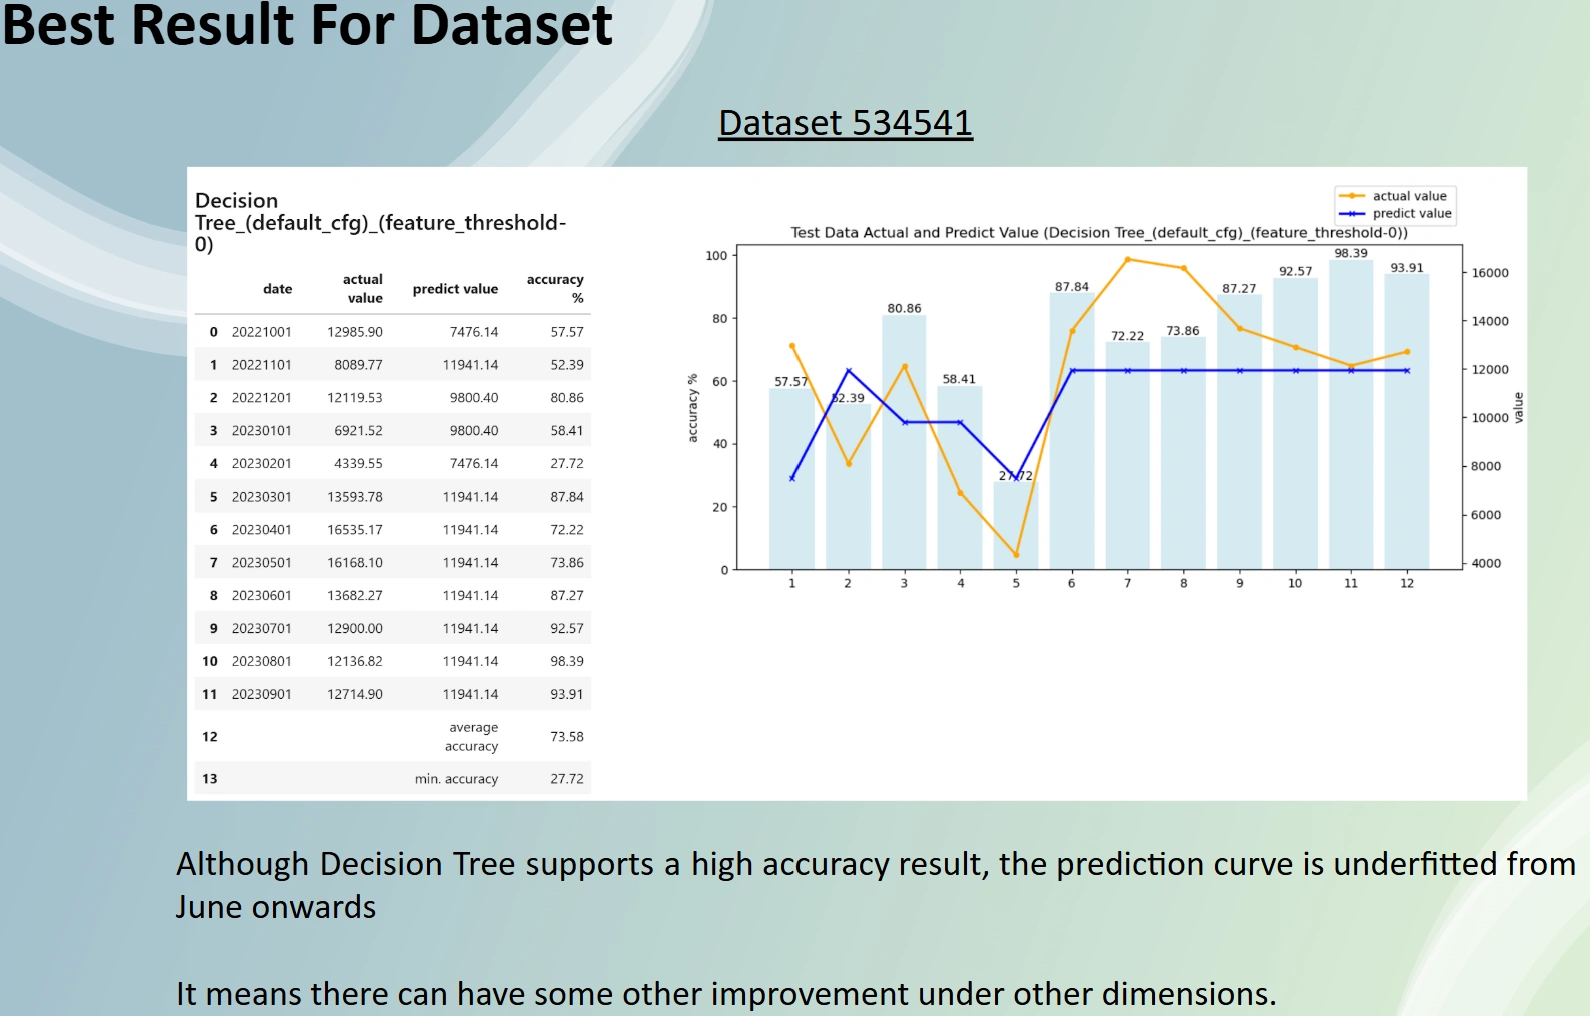 Best Result For Dataset
Dataset 534541
Decision
Tree_(default_cfg)_(feature_threshold-
0)
date actual value predict value accuracy %
0 20221001 12985.90 7476.14 57.57
1 20221101 8089.77 11941.14 52.39
2 20221201 12119.53 9800.40 80.86
3 20230101 6921.52 9800.40 58.41
4 20230201 4339.55 7476.14 27.72
5 20230301 13593.78 11941.14 87.84
6 20230401 16535.17 11941.14 72.22
7 20230501 16168.10 11941.14 73.86
8 20230601 13682.27 11941.14 87.27
9 20230701 12900.00 11941.14 92.57
10 20230801 12136.82 11941.14 98.39
11 20230901 12714.90 11941.14 93.91
12 average accuracy 73.58
13 min. accuracy 27.72
actual value
predict value
Test Data Actual and Predict Value (Decision Tree_(default_cfg)_(feature_threshold-0))
accuracy %
100
80
60
40
20
0
57.57
52.39
80.86
58.41
27.72
87.84
72.22
73.86
87.27
92.57
98.39
93.91
1 2 3 4 5 6 7 8 9 10 11 12
16000
14000
12000
10000
8000
6000
4000
value
Although Decision Tree supports a high accuracy result, the prediction curve is underfitted from
June onwards
It means there can have some other improvement under other dimensions.